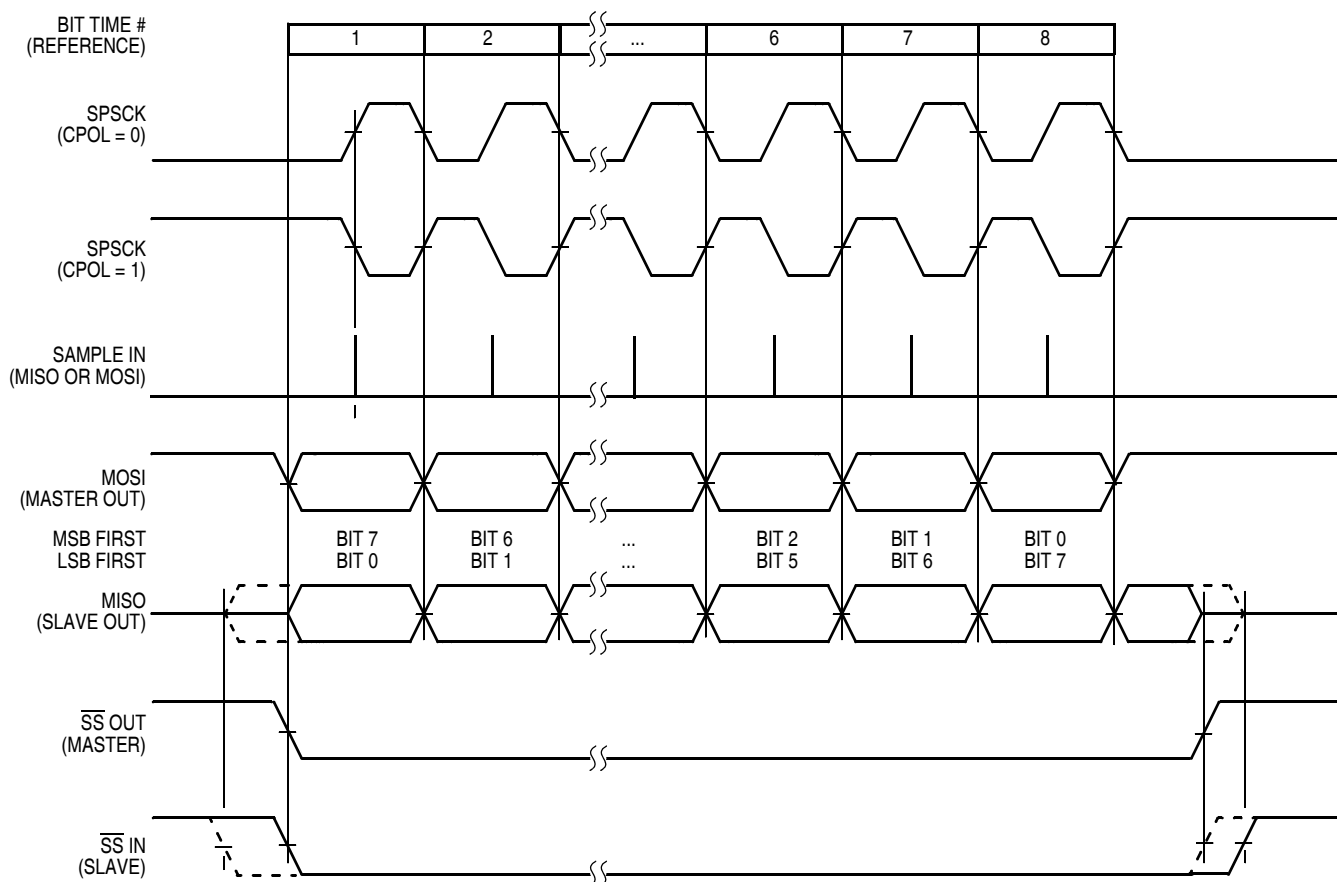 BIT TIME #
(REFERENCE)
1 2 ... 6 7 8
SPSCK
(CPOL = 0)
SPSCK
(CPOL = 1)
SAMPLE IN
(MISO OR MOSI)
MOSI
(MASTER OUT)
MSB FIRST BIT 7 BIT 6 ... BIT 2 BIT 1 BIT 0
LSB FIRST BIT 0 BIT 1 ... BIT 5 BIT 6 BIT 7
MISO
(SLAVE OUT)
S̅S̅ OUT
(MASTER)
S̅S̅ IN
(SLAVE)